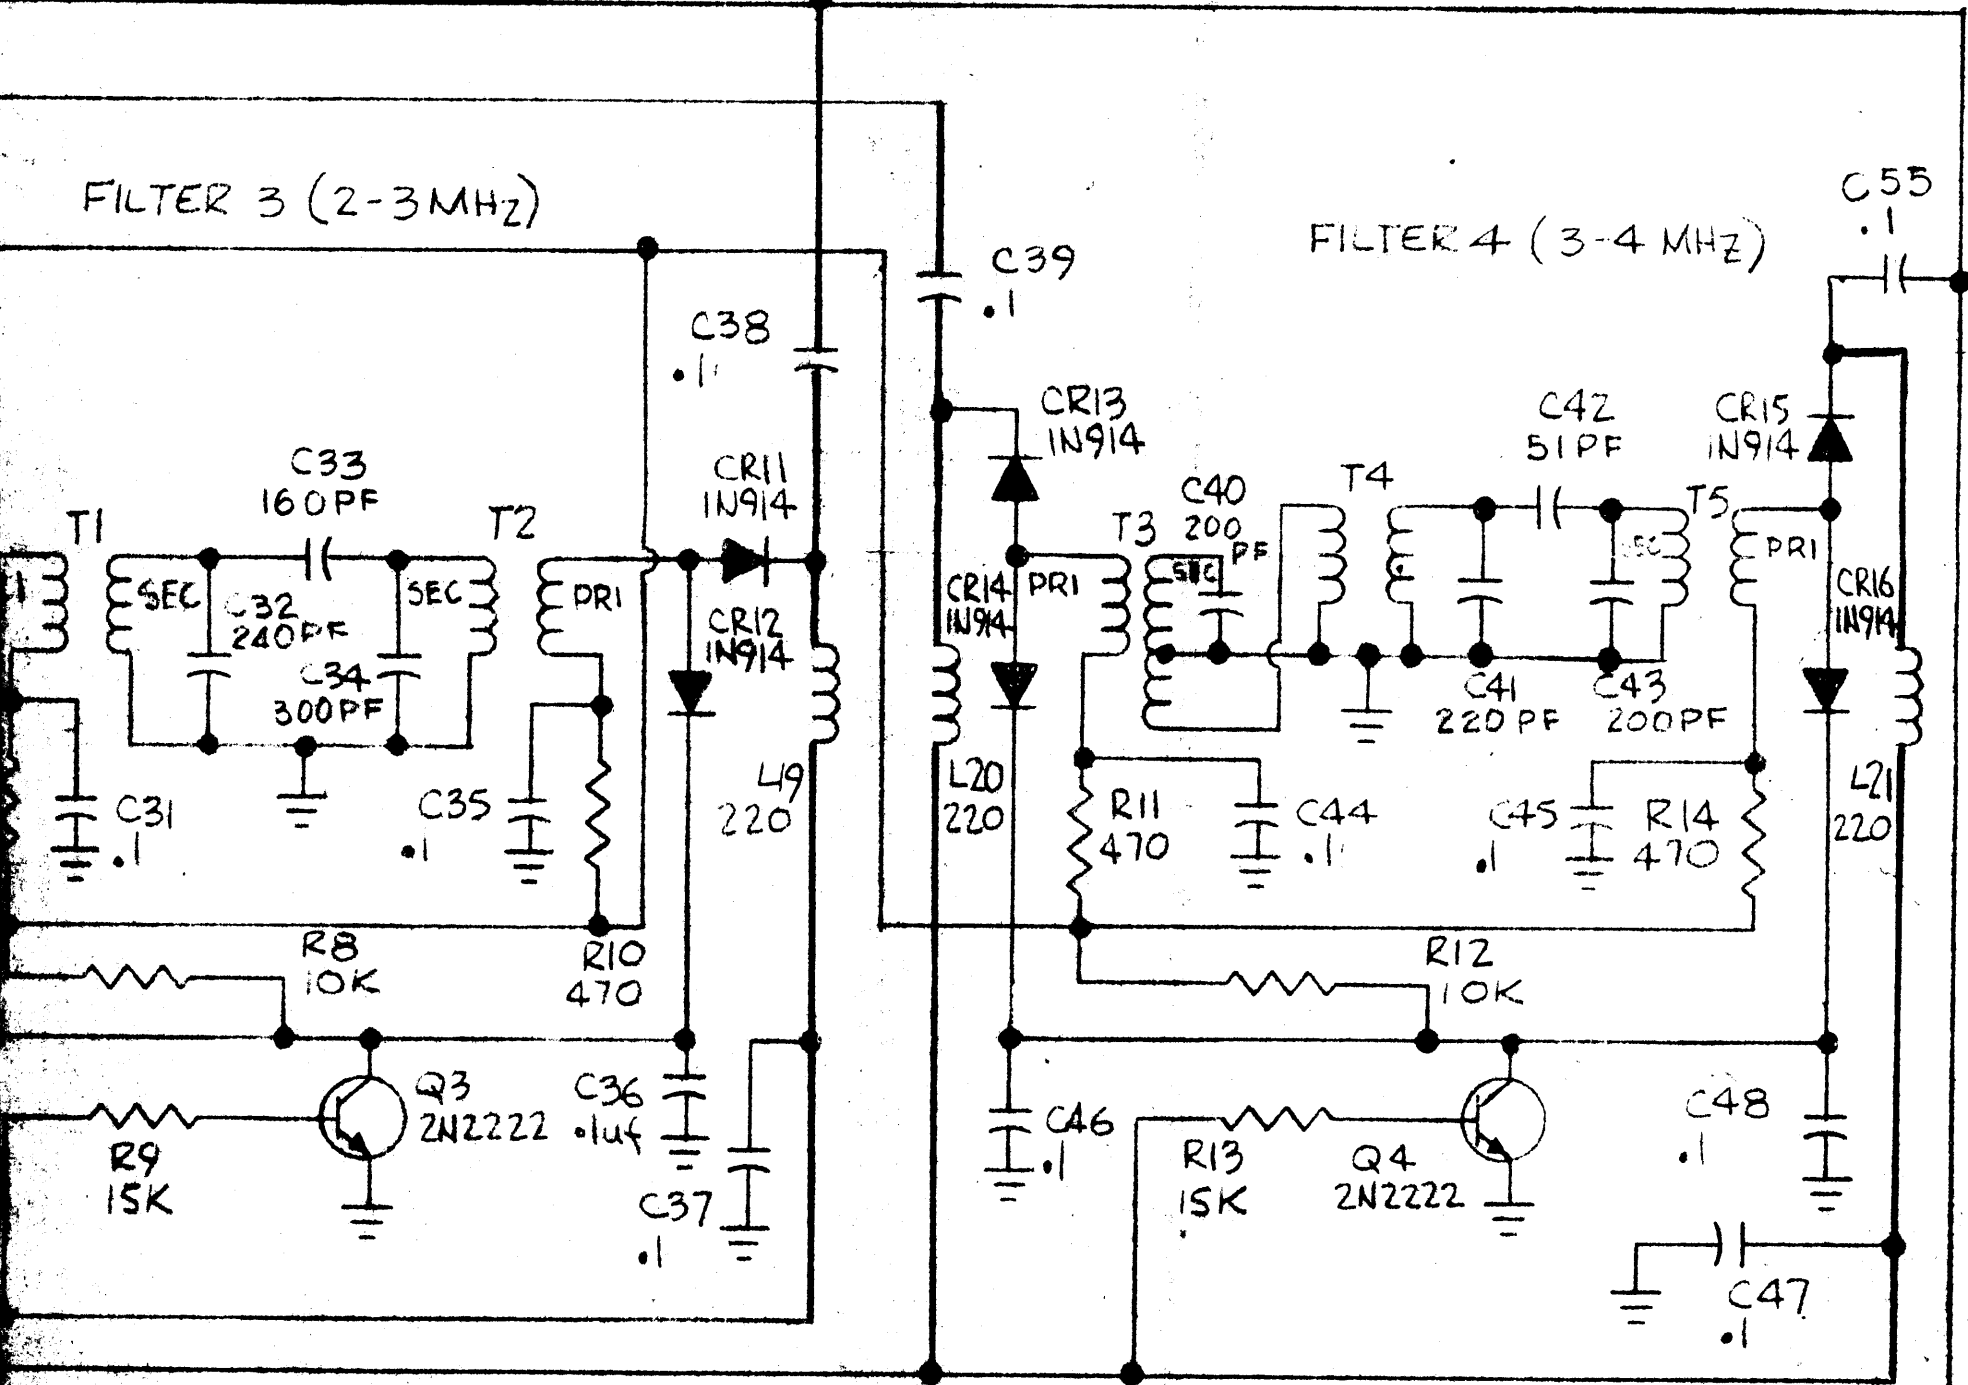 FILTER 3 (2-3 MHz)
C55
.1
FILTER 4 (3-4 MHz)
C39
.1
C38
.1
CR13
1N914
C42
51PF
CR15
1N914
C33
160PF
CR11
1N914
T4
C40
200
PF
T5
T1
T2
T3
SEC
SEC
PRI
PRI
SEC
SEC
PRI
CR14
1N914
CR16
1N914
C32
240PF
CR12
1N914
C34
300PF
C41
220PF
C43
200PF
L19
220
L20
220
L21
220
C31
.1
C35
.1
R11
470
C44
.1
C45
.1
R14
470
R8
10K
R10
470
R12
10K
Q3
2N2222
C36
.1uf
C46
.1
C48
.1
R9
15K
R13
15K
Q4
2N2222
C37
.1
C47
.1